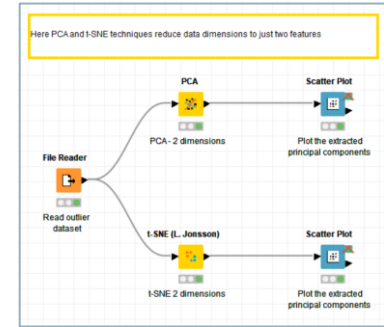 Here PCA and t-SNE techniques reduce data dimensions to just two features
PCA
Scatter Plot
PCA - 2 dimensions
Plot the extracted
principal components
File Reader
Read outlier
dataset
t-SNE (L. Jonsson)
Scatter Plot
t-SNE 2 dimensions
Plot the extracted
principal components